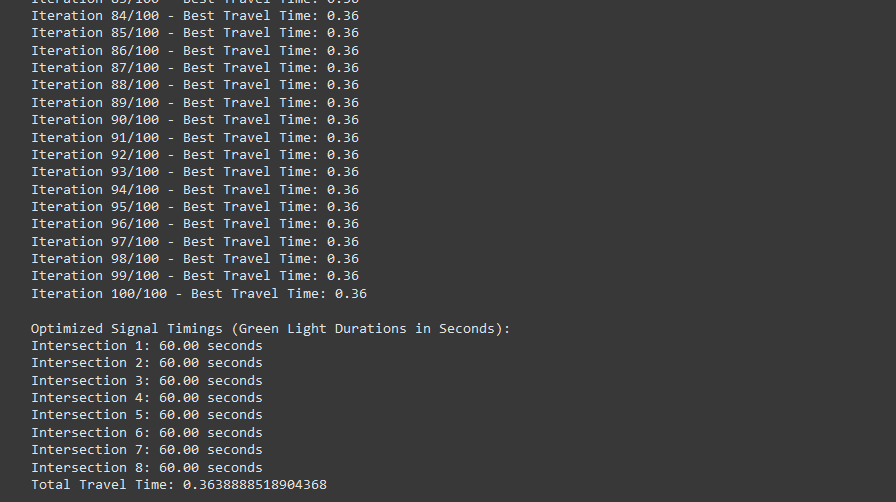 Iteration 83/100 - Best Travel Time: 0.36
Iteration 84/100 - Best Travel Time: 0.36
Iteration 85/100 - Best Travel Time: 0.36
Iteration 86/100 - Best Travel Time: 0.36
Iteration 87/100 - Best Travel Time: 0.36
Iteration 88/100 - Best Travel Time: 0.36
Iteration 89/100 - Best Travel Time: 0.36
Iteration 90/100 - Best Travel Time: 0.36
Iteration 91/100 - Best Travel Time: 0.36
Iteration 92/100 - Best Travel Time: 0.36
Iteration 93/100 - Best Travel Time: 0.36
Iteration 94/100 - Best Travel Time: 0.36
Iteration 95/100 - Best Travel Time: 0.36
Iteration 96/100 - Best Travel Time: 0.36
Iteration 97/100 - Best Travel Time: 0.36
Iteration 98/100 - Best Travel Time: 0.36
Iteration 99/100 - Best Travel Time: 0.36
Iteration 100/100 - Best Travel Time: 0.36
Optimized Signal Timings (Green Light Durations in Seconds):
Intersection 1: 60.00 seconds
Intersection 2: 60.00 seconds
Intersection 3: 60.00 seconds
Intersection 4: 60.00 seconds
Intersection 5: 60.00 seconds
Intersection 6: 60.00 seconds
Intersection 7: 60.00 seconds
Intersection 8: 60.00 seconds
Total Travel Time: 0.3638888518904368